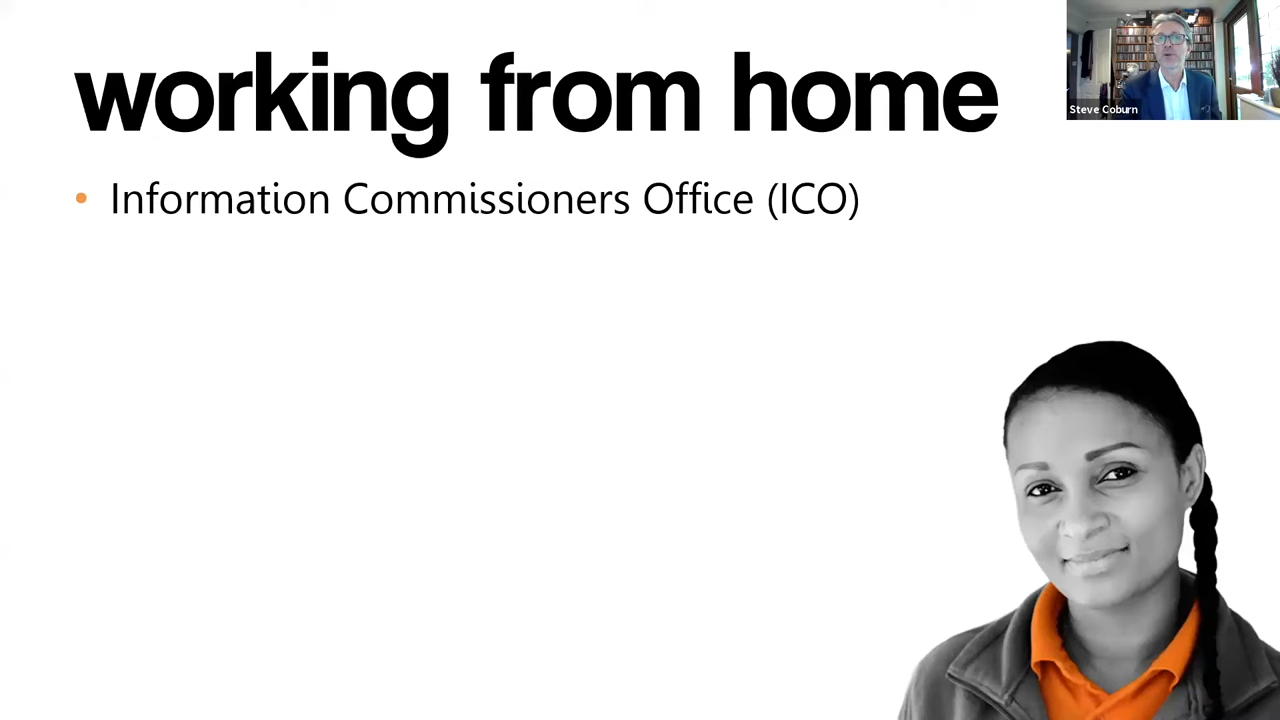 working from home
Steve Coburn
• Information Commissioners Office (ICO)